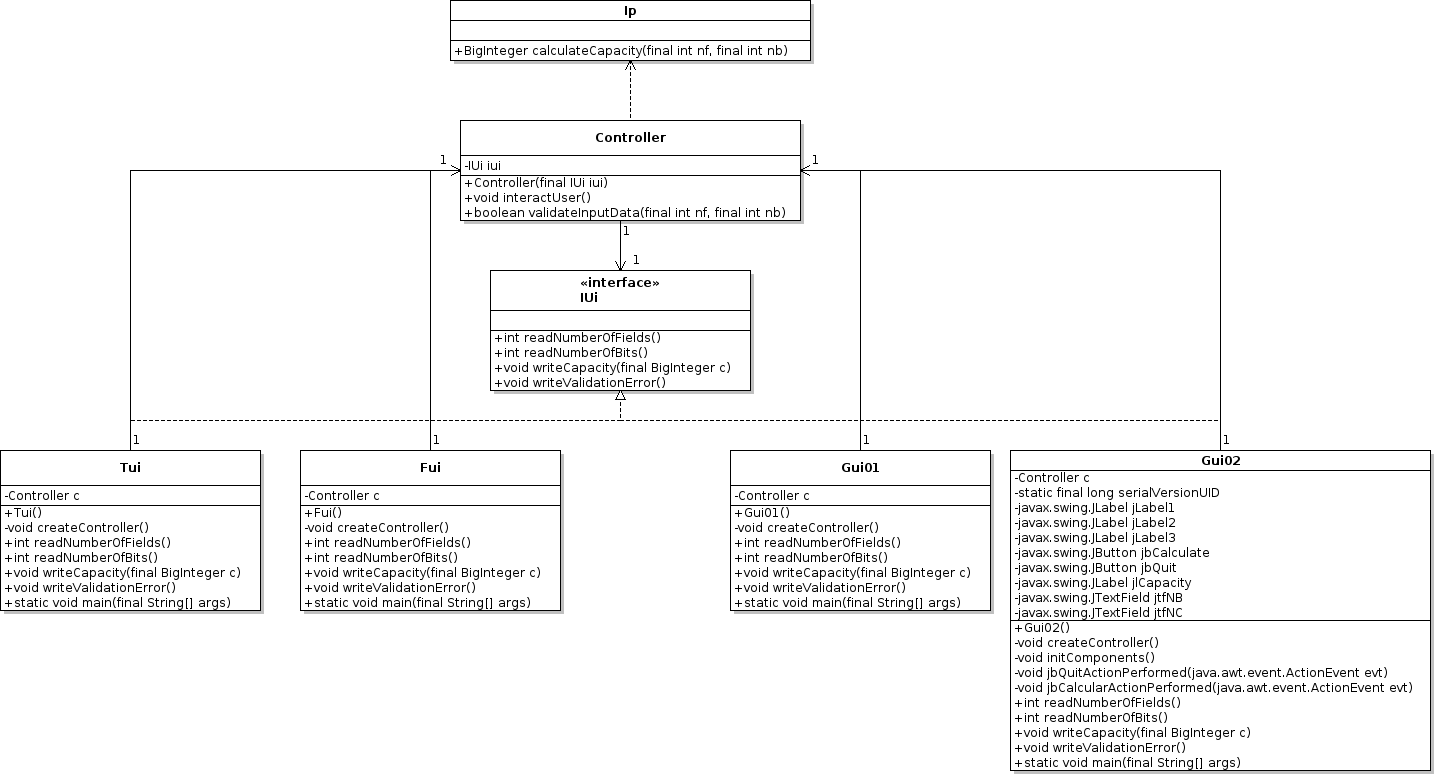 Ip
+BigInteger calculateCapacity(final int nf, final int nb)
Controller
-IUi iui
+Controller(final IUi iui)
+void interactUser()
+boolean validateInputData(final int nf, final int nb)
1
1
1
1
«interface»
IUi
+int readNumberOfFields()
+int readNumberOfBits()
+void writeCapacity(final BigInteger c)
+void writeValidationError()
1
1
1
1
Tui
-Controller c
+Tui()
-void createController()
+int readNumberOfFields()
+int readNumberOfBits()
+void writeCapacity(final BigInteger c)
+void writeValidationError()
+static void main(final String[] args)
Fui
-Controller c
+Fui()
-void createController()
+int readNumberOfFields()
+int readNumberOfBits()
+void writeCapacity(final BigInteger c)
+void writeValidationError()
+static void main(final String[] args)
Gui01
-Controller c
+Gui01()
-void createController()
+int readNumberOfFields()
+int readNumberOfBits()
+void writeCapacity(final BigInteger c)
+void writeValidationError()
+static void main(final String[] args)
Gui02
-Controller c
-static final long serialVersionUID
-javax.swing.JLabel jLabel1
-javax.swing.JLabel jLabel2
-javax.swing.JLabel jLabel3
-javax.swing.JButton jbCalculate
-javax.swing.JButton jbQuit
-javax.swing.JLabel jlCapacity
-javax.swing.JTextField jtfNB
-javax.swing.JTextField jtfNC
+Gui02()
-void createController()
-void initComponents()
-void jbQuitActionPerformed(java.awt.event.ActionEvent evt)
-void jbCalcularActionPerformed(java.awt.event.ActionEvent evt)
+int readNumberOfFields()
+int readNumberOfBits()
+void writeCapacity(final BigInteger c)
+void writeValidationError()
+static void main(final String[] args)